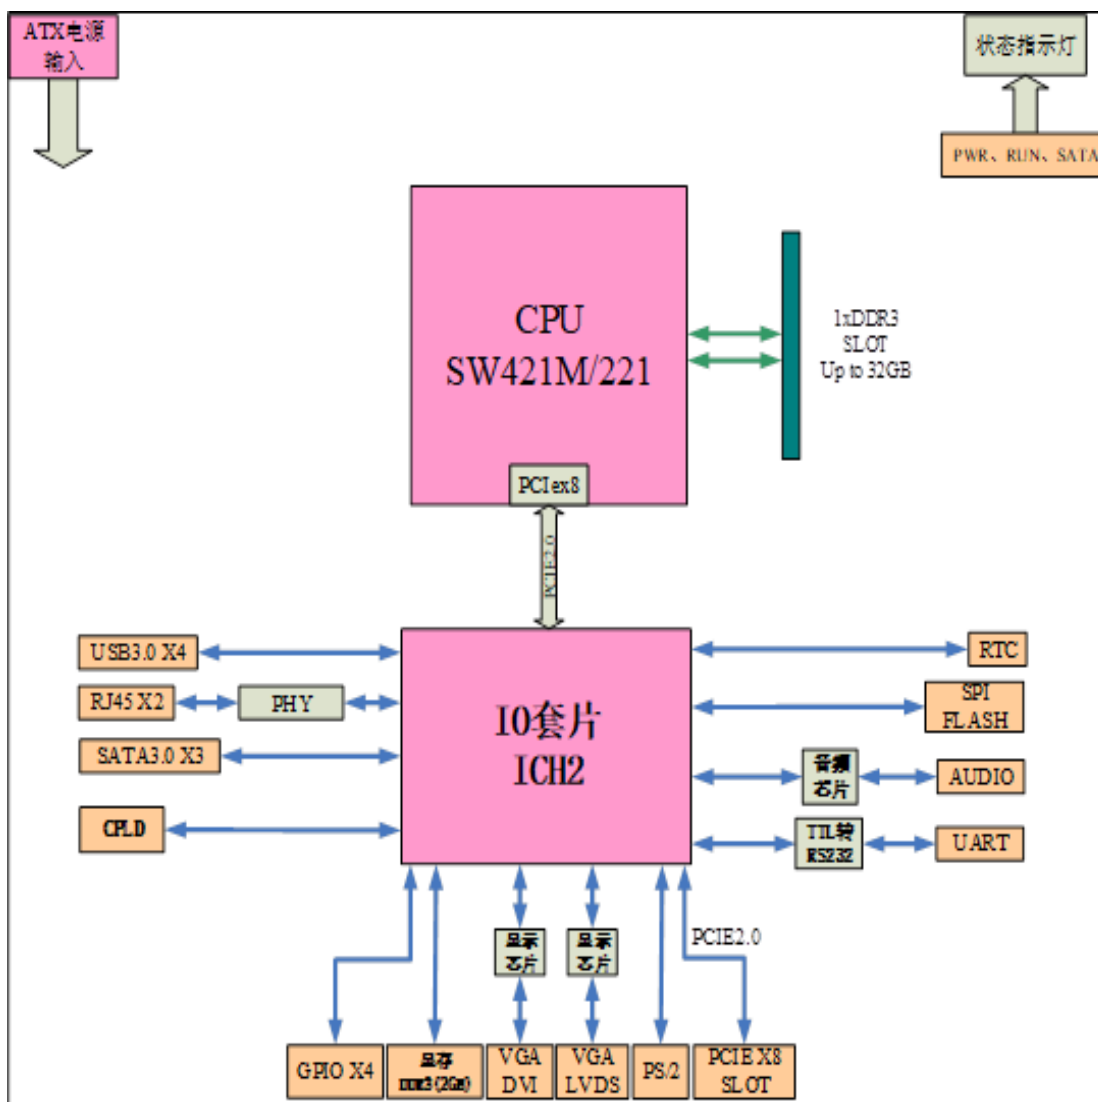 ATX电源
输入
状态指示灯
PWR、RUN、SATA
CPU
SW421M/221
1xDDR3
SLOT
Up to 32GB
PCIex8
PCIE2.0
USB3.0 X4
RJ45 X2
PHY
SATA3.0 X3
CPLD
IO套片
ICH2
RTC
SPI
FLASH
音频
芯片
AUDIO
TTL转
RS232
UART
显示
芯片
显示
芯片
PCIE2.0
GPIO X4
显存
DDR3(2GB)
VGA
DVI
VGA
LVDS
PS/2
PCIE X8
SLOT